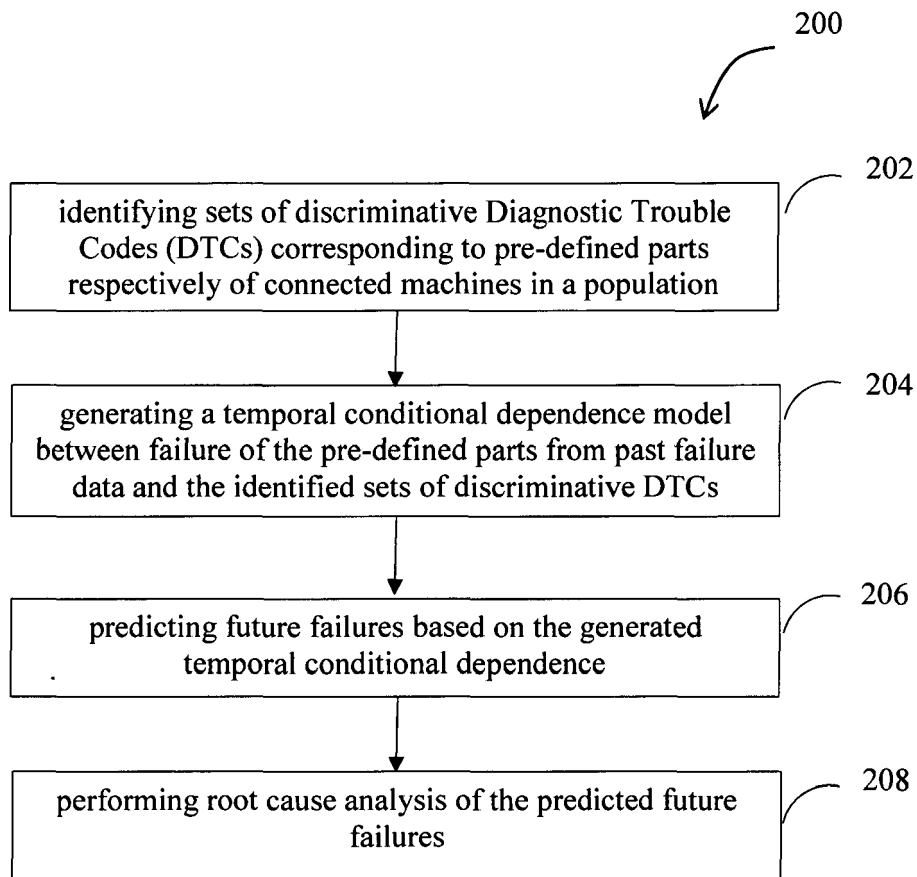 200
202
identifying sets of discriminative Diagnostic Trouble
Codes (DTCs) corresponding to pre-defined parts
respectively of connected machines in a population
204
generating a temporal conditional dependence model
between failure of the pre-defined parts from past failure
data and the identified sets of discriminative DTCs
206
predicting future failures based on the generated
temporal conditional dependence
208
performing root cause analysis of the predicted future
failures